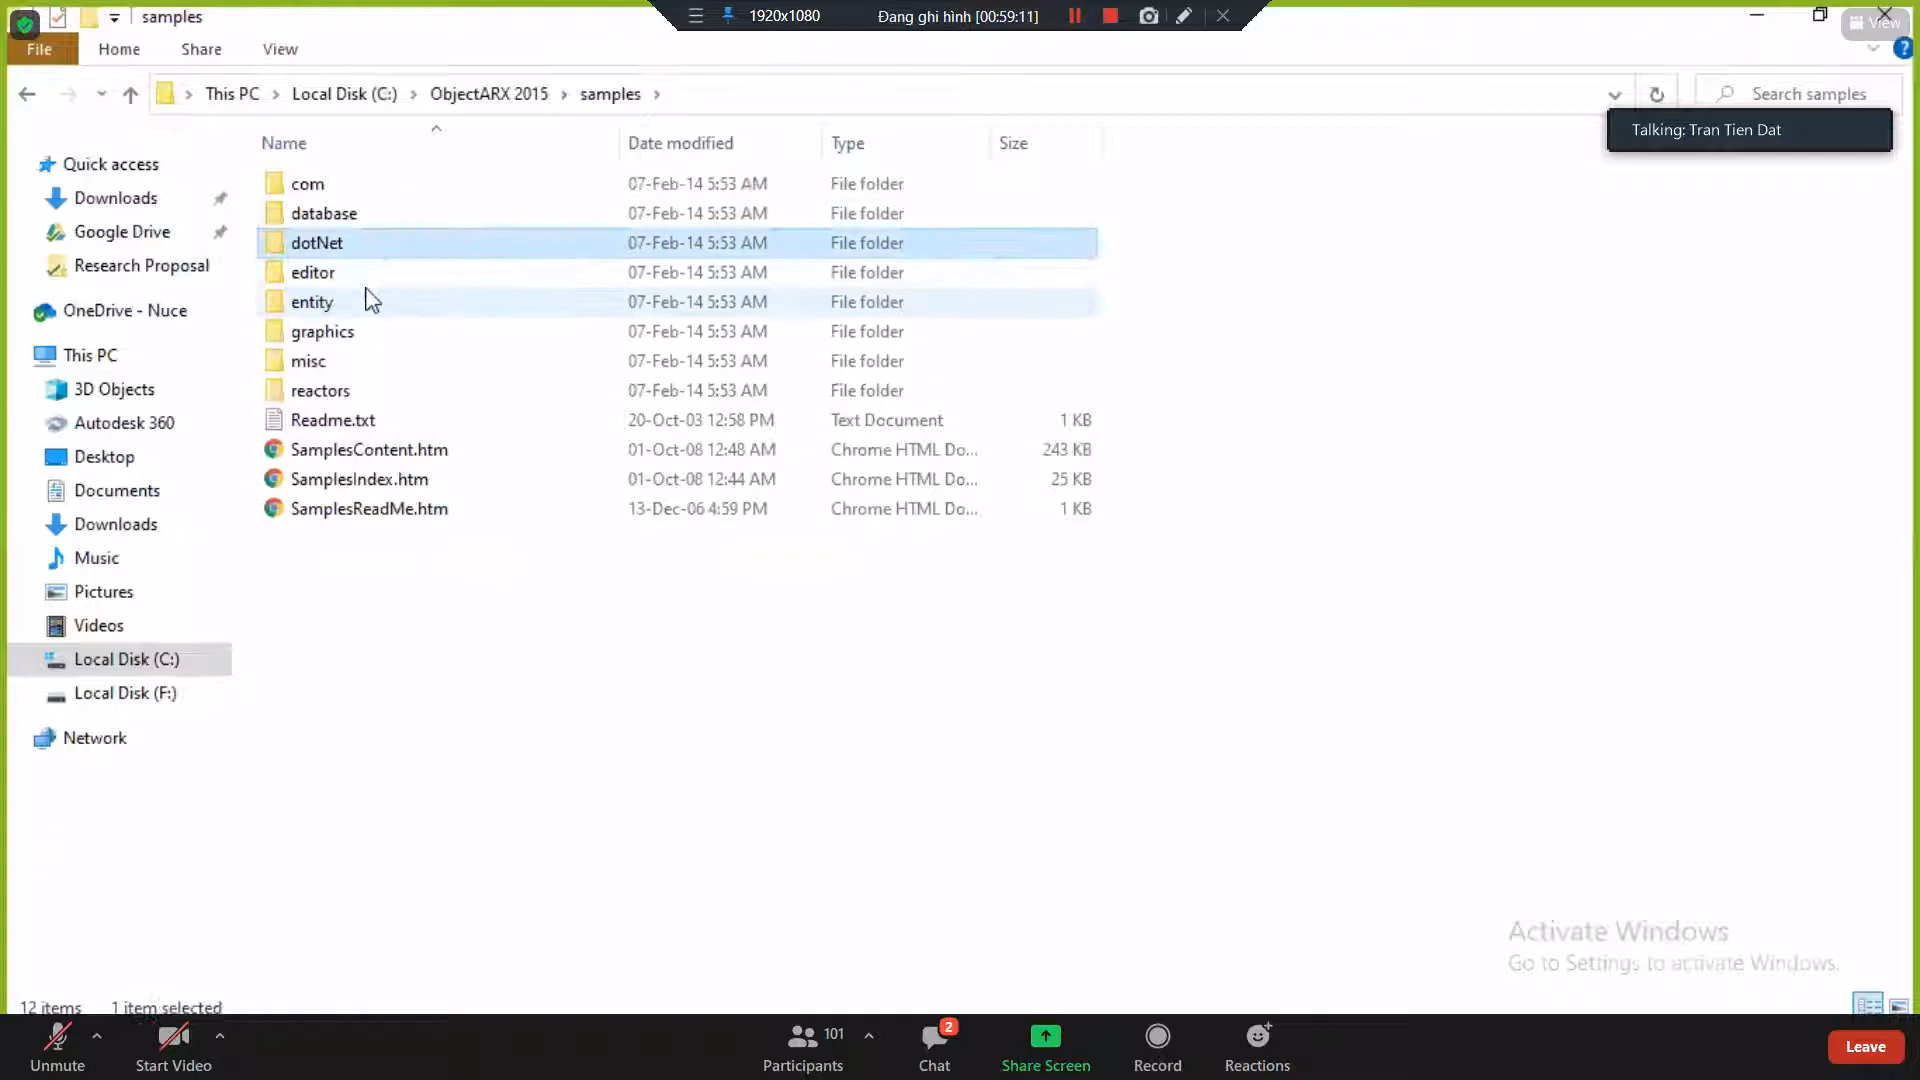 samples
1920x1080
Đang ghi hình [00:59:11]
View
File
Home
Share
View
This PC
Local Disk (C:)
ObjectARX 2015
samples
Search samples
Talking: Tran Tien Dat
Name
Date modified
Type
Size
Quick access
Downloads
Google Drive
Research Proposal
OneDrive - Nuce
This PC
3D Objects
Autodesk 360
Desktop
Documents
Downloads
Music
Pictures
Videos
Local Disk (C:)
Local Disk (F:)
Network
com 07-Feb-14 5:53 AM File folder
database 07-Feb-14 5:53 AM File folder
dotNet 07-Feb-14 5:53 AM File folder
editor 07-Feb-14 5:53 AM File folder
entity 07-Feb-14 5:53 AM File folder
graphics 07-Feb-14 5:53 AM File folder
misc 07-Feb-14 5:53 AM File folder
reactors 07-Feb-14 5:53 AM File folder
Readme.txt 20-Oct-03 12:58 PM Text Document 1 KB
SamplesContent.htm 01-Oct-08 12:48 AM Chrome HTML Do... 243 KB
SamplesIndex.htm 01-Oct-08 12:44 AM Chrome HTML Do... 25 KB
SamplesReadMe.htm 13-Dec-06 4:59 PM Chrome HTML Do... 1 KB
Activate Windows
Go to Settings to activate Windows.
12 items 1 item selected
Unmute
Start Video
101
Participants
2
Chat
Share Screen
Record
Reactions
Leave